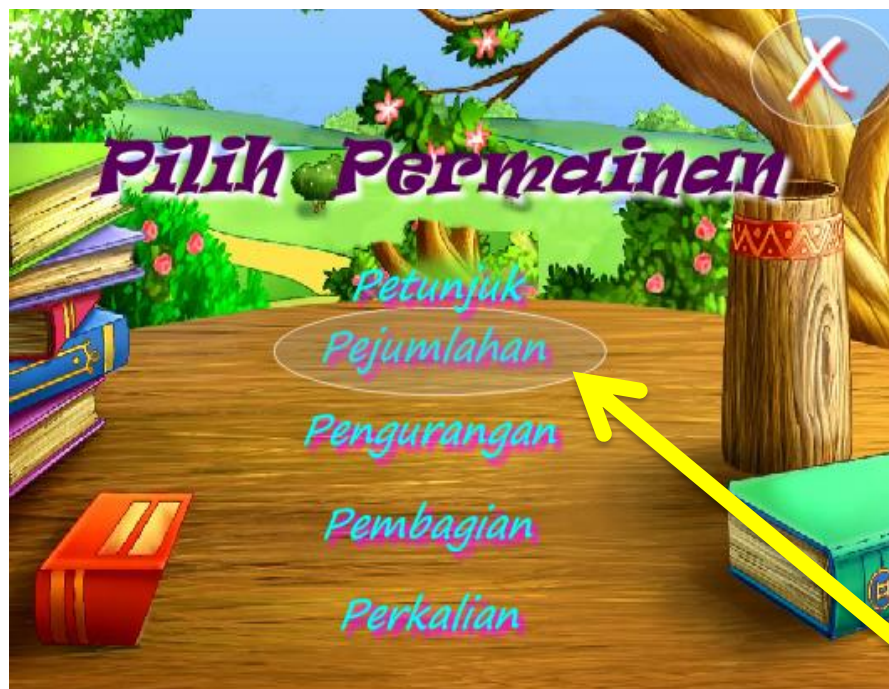 X
Pilih Permainan
Petunjuk
Pejumlahan
Pengurangan
Pembagian
Perkalian